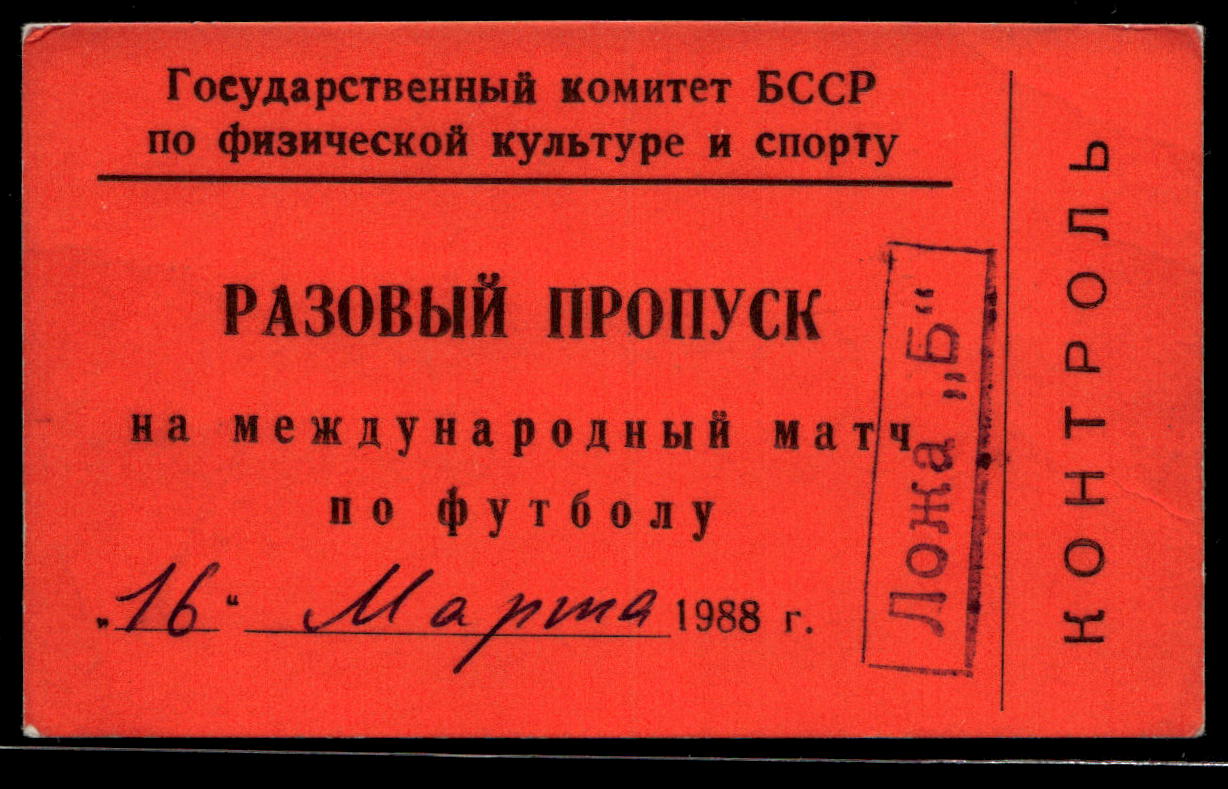 Государственный комитет БССР
по физической культуре и спорту
РАЗОВЫЙ ПРОПУСК
на международный матч
по футболу
„16“ Марта 1988 г.
Ложа „Б“
КОНТРОЛЬ